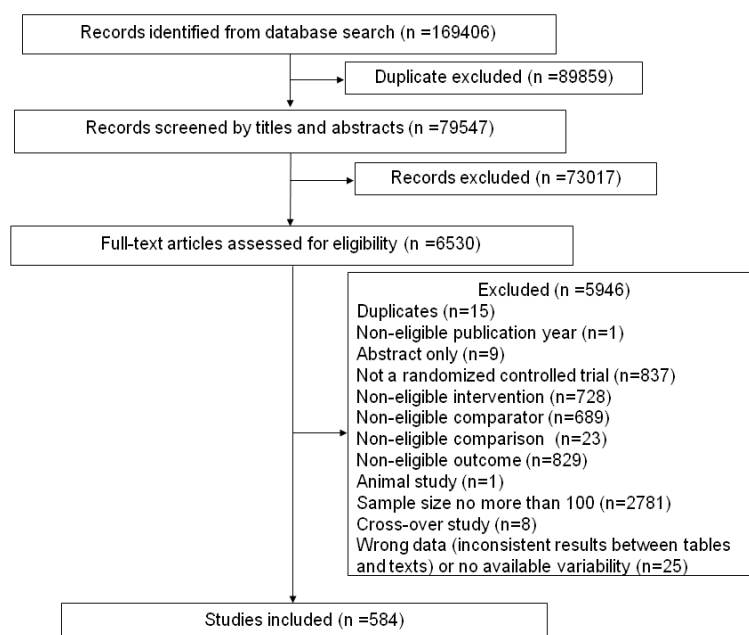 Records identified from database search (n =169406)
Duplicate excluded (n =89859)
Records screened by titles and abstracts (n =79547)
Records excluded (n =73017)
Full-text articles assessed for eligibility (n =6530)
Excluded (n =5946)
Duplicates (n=15)
Non-eligible publication year (n=1)
Abstract only (n=9)
Not a randomized controlled trial (n=837)
Non-eligible intervention (n=728)
Non-eligible comparator (n=689)
Non-eligible comparison (n=23)
Non-eligible outcome (n=829)
Animal study (n=1)
Sample size no more than 100 (n=2781)
Cross-over study (n=8)
Wrong data (inconsistent results between tables
and texts) or no available variability (n=25)
Studies included (n =584)